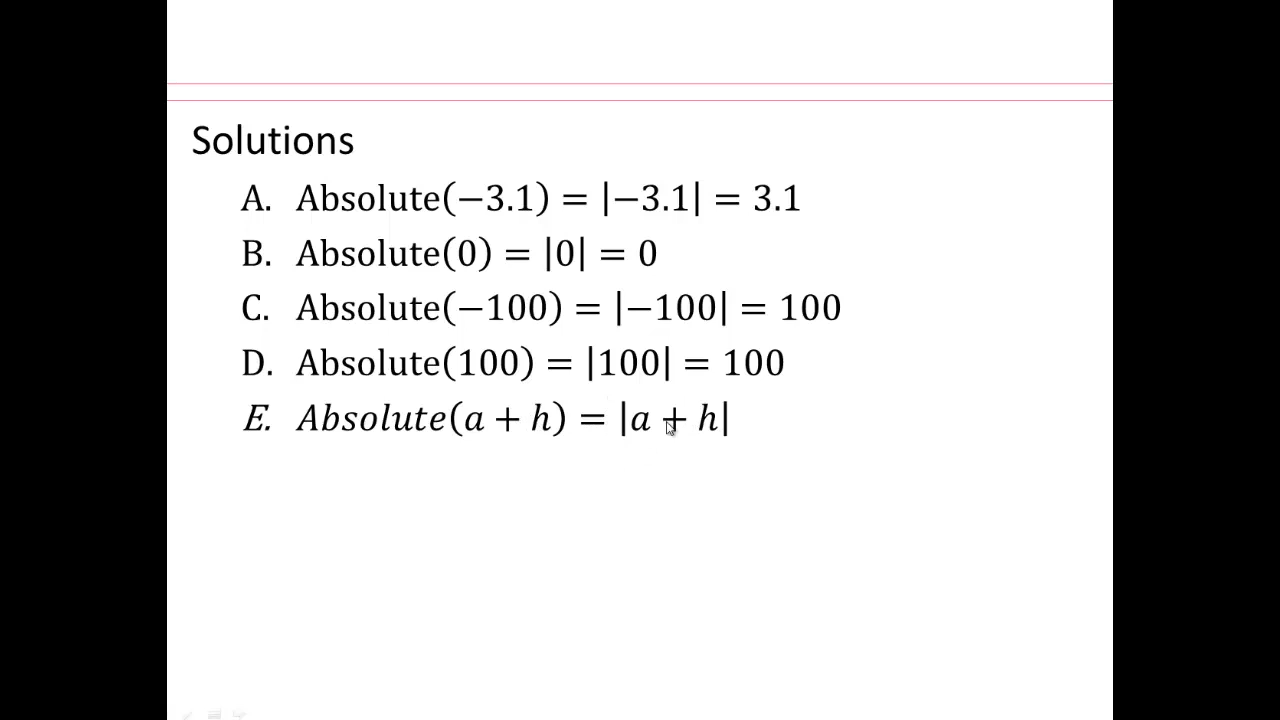 Solutions
A. Absolute(−3.1) = |−3.1| = 3.1
B. Absolute(0) = |0| = 0
C. Absolute(−100) = |−100| = 100
D. Absolute(100) = |100| = 100
E. Absolute(a + h) = |a + h|